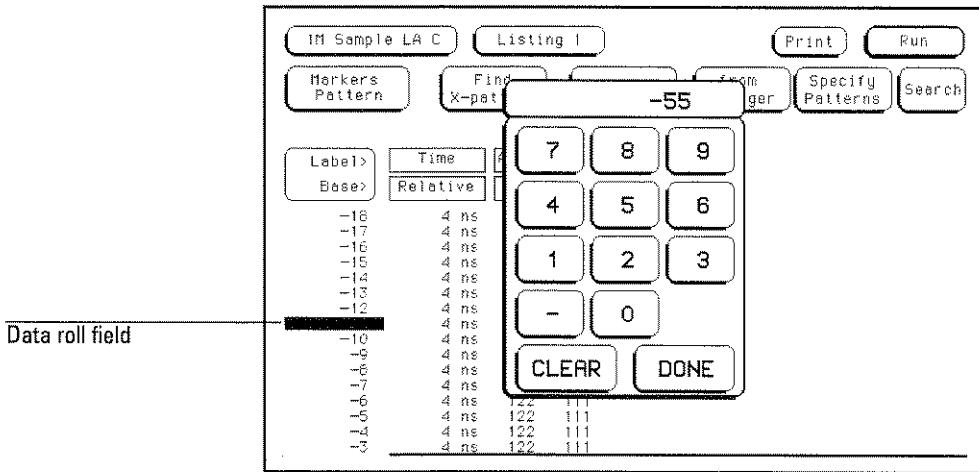 1M Sample LA C Listing 1 Print Run
Markers Pattern Find X-pat ger Specify Patterns Search
-55
7 8 9
4 5 6
1 2 3
- 0
CLEAR DONE
Label> Time
Base> Relative
-18 4 ns
-17 4 ns
-16 4 ns
-15 4 ns
-14 4 ns
-13 4 ns
-12 4 ns
Data roll field 4 ns
-10 4 ns
-9 4 ns
-8 4 ns
-7 4 ns
-6 4 ns 122 111
-5 4 ns 122 111
-4 4 ns 122 111
-3 4 ns 122 111